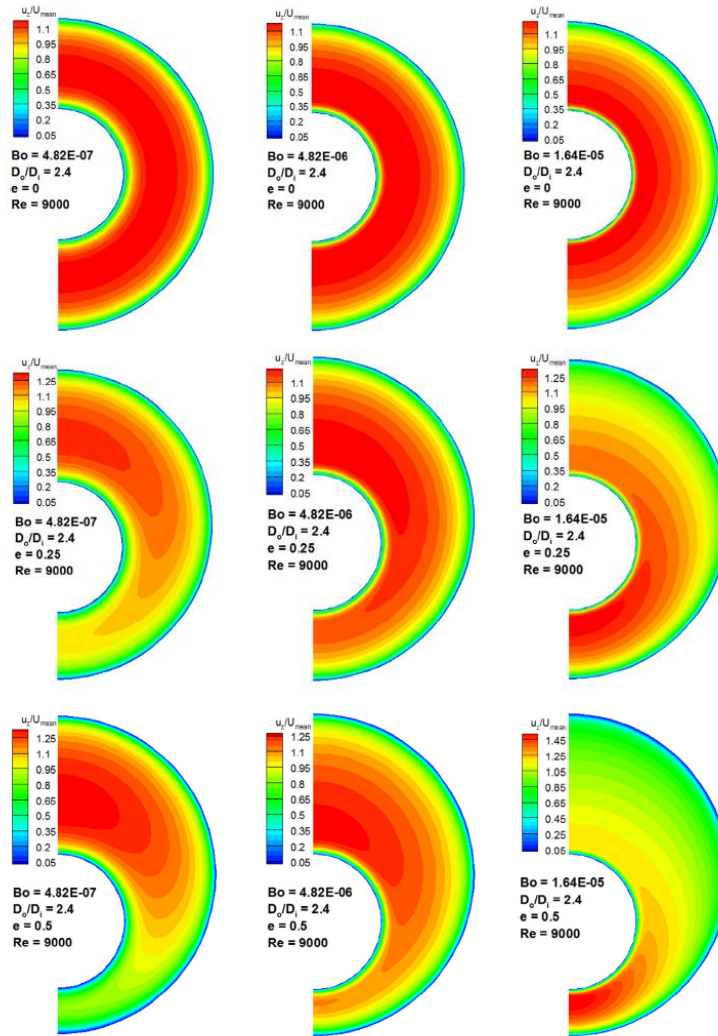 u_z/U_mean
1.1
0.95
0.8
0.65
0.5
0.35
0.2
0.05
Bo = 4.82E-07
D_o/D_i = 2.4
e = 0
Re = 9000
u_z/U_mean
1.1
0.95
0.8
0.65
0.5
0.35
0.2
0.05
Bo = 4.82E-06
D_o/D_i = 2.4
e = 0
Re = 9000
u_z/U_mean
1.1
0.95
0.8
0.65
0.5
0.35
0.2
0.05
Bo = 1.64E-05
D_o/D_i = 2.4
e = 0
Re = 9000
u_z/U_mean
1.25
1.1
0.95
0.8
0.65
0.5
0.35
0.2
0.05
Bo = 4.82E-07
D_o/D_i = 2.4
e = 0.25
Re = 9000
u_z/U_mean
1.1
0.95
0.8
0.65
0.5
0.35
0.2
0.05
Bo = 4.82E-06
D_o/D_i = 2.4
e = 0.25
Re = 9000
u_z/U_mean
1.25
1.1
0.95
0.8
0.65
0.5
0.35
0.2
0.05
Bo = 1.64E-05
D_o/D_i = 2.4
e = 0.25
Re = 9000
u_z/U_mean
1.25
1.1
0.95
0.8
0.65
0.5
0.35
0.2
0.05
Bo = 4.82E-07
D_o/D_i = 2.4
e = 0.5
Re = 9000
u_z/U_mean
1.25
1.1
0.95
0.8
0.65
0.5
0.35
0.2
0.05
Bo = 4.82E-06
D_o/D_i = 2.4
e = 0.5
Re = 9000
u_z/U_mean
1.45
1.25
1.05
0.85
0.65
0.45
0.25
0.05
Bo = 1.64E-05
D_o/D_i = 2.4
e = 0.5
Re = 9000